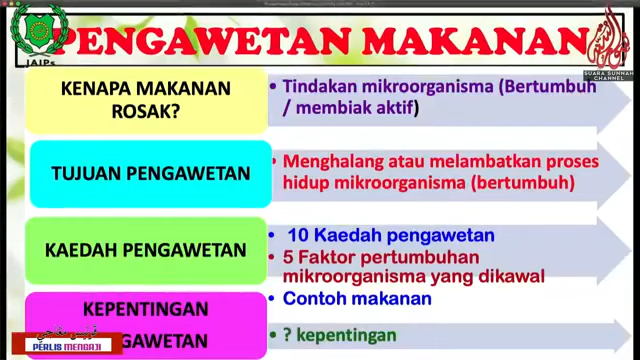 PENGAWETAN MAKANAN
JAIPs
SUARA SUNNAH
CHANNEL
KENAPA MAKANAN
ROSAK?
• Tindakan mikroorganisma (Bertumbuh
/ membiak aktif)
TUJUAN PENGAWETAN
• Menghalang atau melambatkan proses
hidup mikroorganisma (bertumbuh)
KAEDAH PENGAWETAN
• 10 Kaedah pengawetan
• 5 Faktor pertumbuhan
mikroorganisma yang dikawal
• Contoh makanan
KEPENTINGAN
GAWETAN
• ? kepentingan
PERLIS MENGAJI